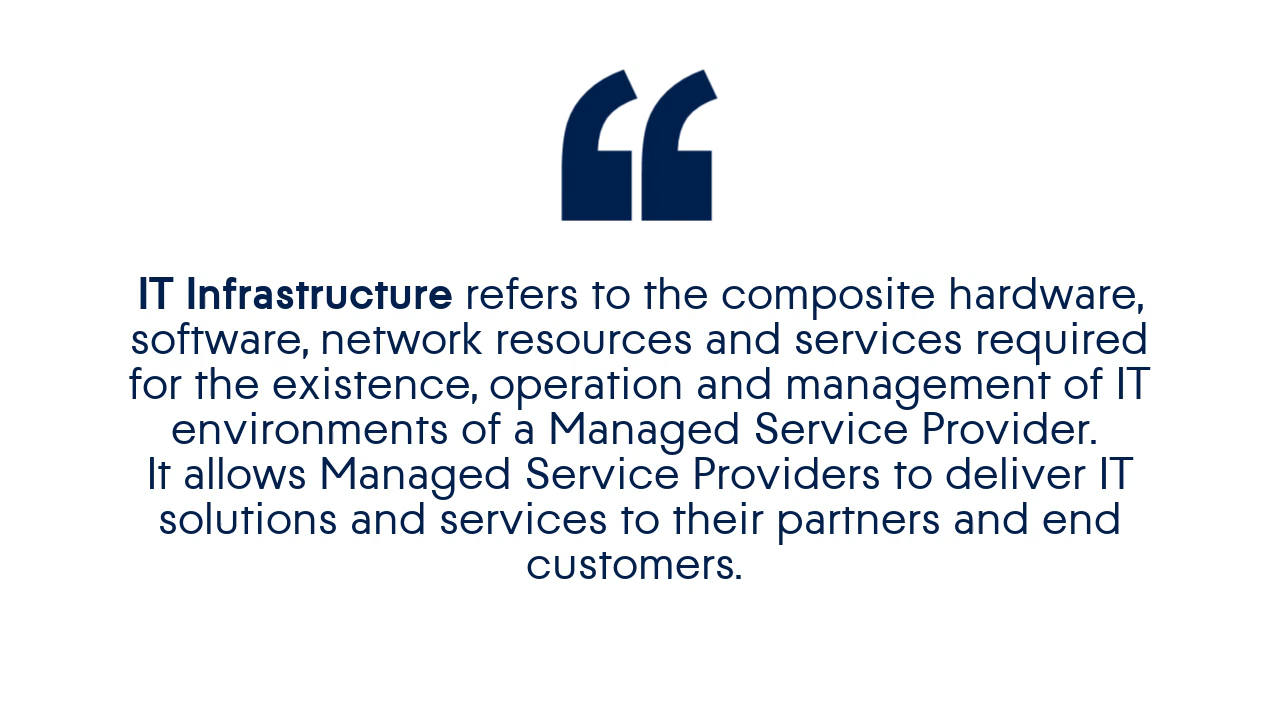 IT Infrastructure refers to the composite hardware,
software, network resources and services required
for the existence, operation and management of IT
environments of a Managed Service Provider.
It allows Managed Service Providers to deliver IT
solutions and services to their partners and end
customers.